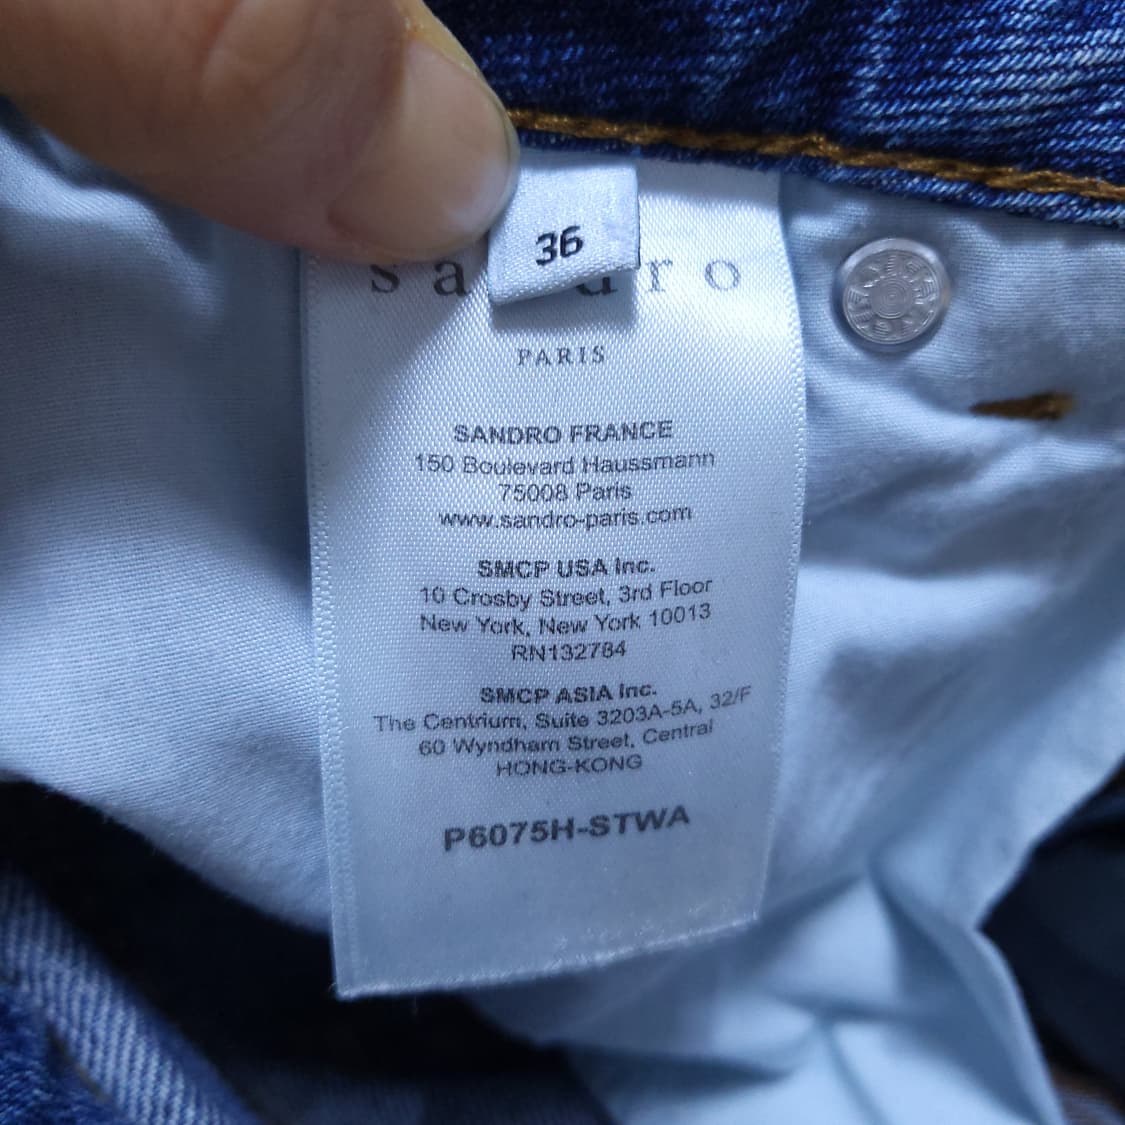 36
sa dro
PARIS
SANDRO FRANCE
150 Boulevard Haussmann
75008 Paris
www.sandro-paris.com
SMCP USA Inc.
10 Crosby Street, 3rd Floor
New York, New York 10013
RN132784
SMCP ASIA Inc.
The Centrium, Suite 3203A-5A, 32/F
60 Wyndham Street, Central
HONG-KONG
P6075H-STWA